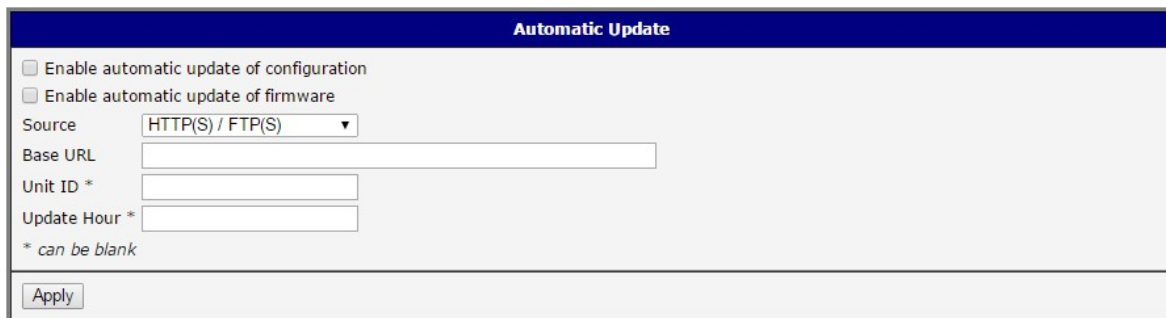 Automatic Update
Enable automatic update of configuration
Enable automatic update of firmware
Source HTTP(S) / FTP(S)
Base URL
Unit ID *
Update Hour *
* can be blank
Apply